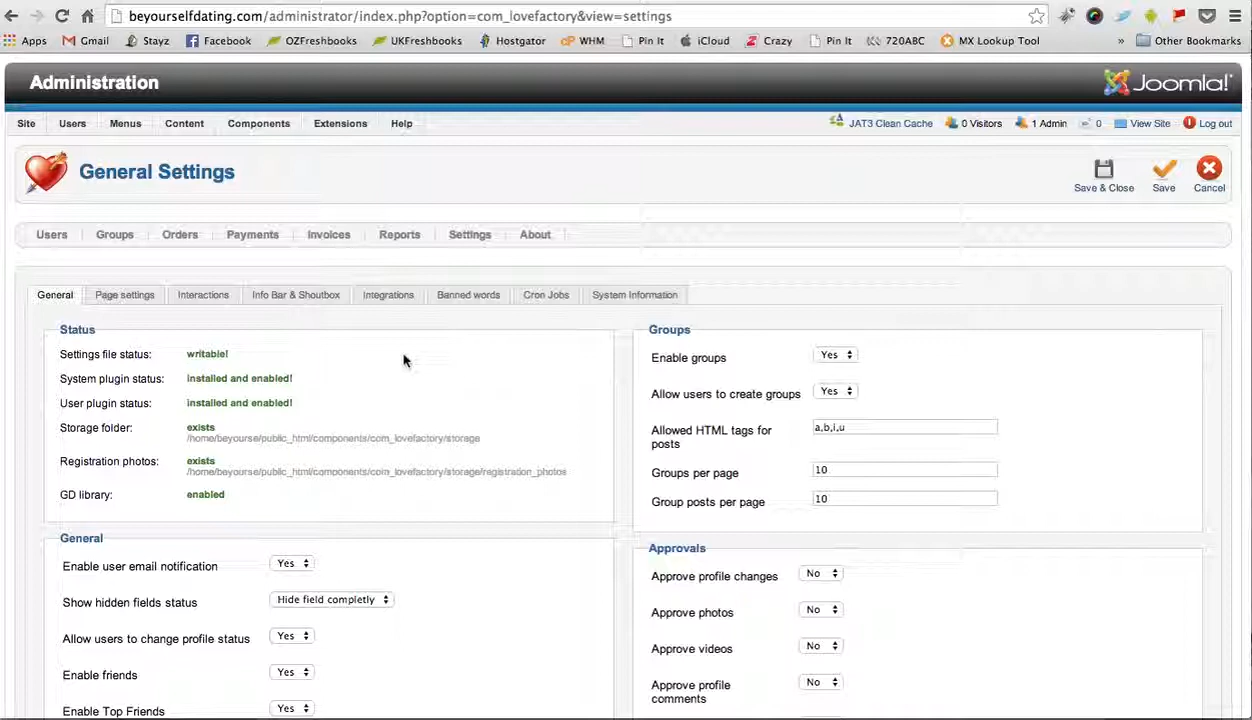 beyourselfdating.com/administrator/index.php?option=com_lovefactory&view=settings
Apps Gmail Stayz Facebook OZFreshbooks UKFreshbooks Hostgator WHM Pin It iCloud Crazy Pin It 720ABC MX Lookup Tool » Other Bookmarks
Administration Joomla!
Site Users Menus Content Components Extensions Help JAT3 Clean Cache 0 Visitors 1 Admin 0 View Site Log out
General Settings
Save & Close Save Cancel
Users Groups Orders Payments Invoices Reports Settings About
General Page settings Interactions Info Bar & Shoutbox Integrations Banned words Cron Jobs System Information
Status
Settings file status: writable!
System plugin status: installed and enabled!
User plugin status: installed and enabled!
Storage folder: exists
/home/beyourse/public_html/components/com_lovefactory/storage
Registration photos: exists
/home/beyourse/public_html/components/com_lovefactory/storage/registration_photos
GD library: enabled
General
Enable user email notification Yes
Show hidden fields status Hide field completly
Allow users to change profile status Yes
Enable friends Yes
Enable Top Friends Yes
Groups
Enable groups Yes
Allow users to create groups Yes
Allowed HTML tags for a,b,i,u
posts
Groups per page 10
Group posts per page 10
Approvals
Approve profile changes No
Approve photos No
Approve videos No
Approve profile No
comments